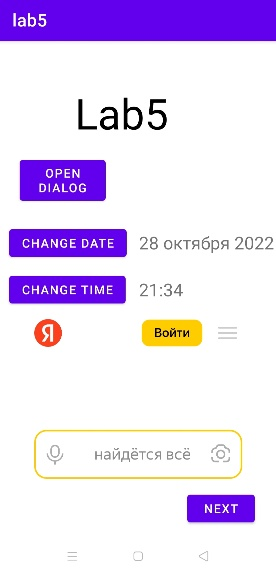 lab5
Lab5
OPEN
DIALOG
CHANGE DATE 28 октября 2022
CHANGE TIME 21:34
Я Войти
найдётся всё
NEXT